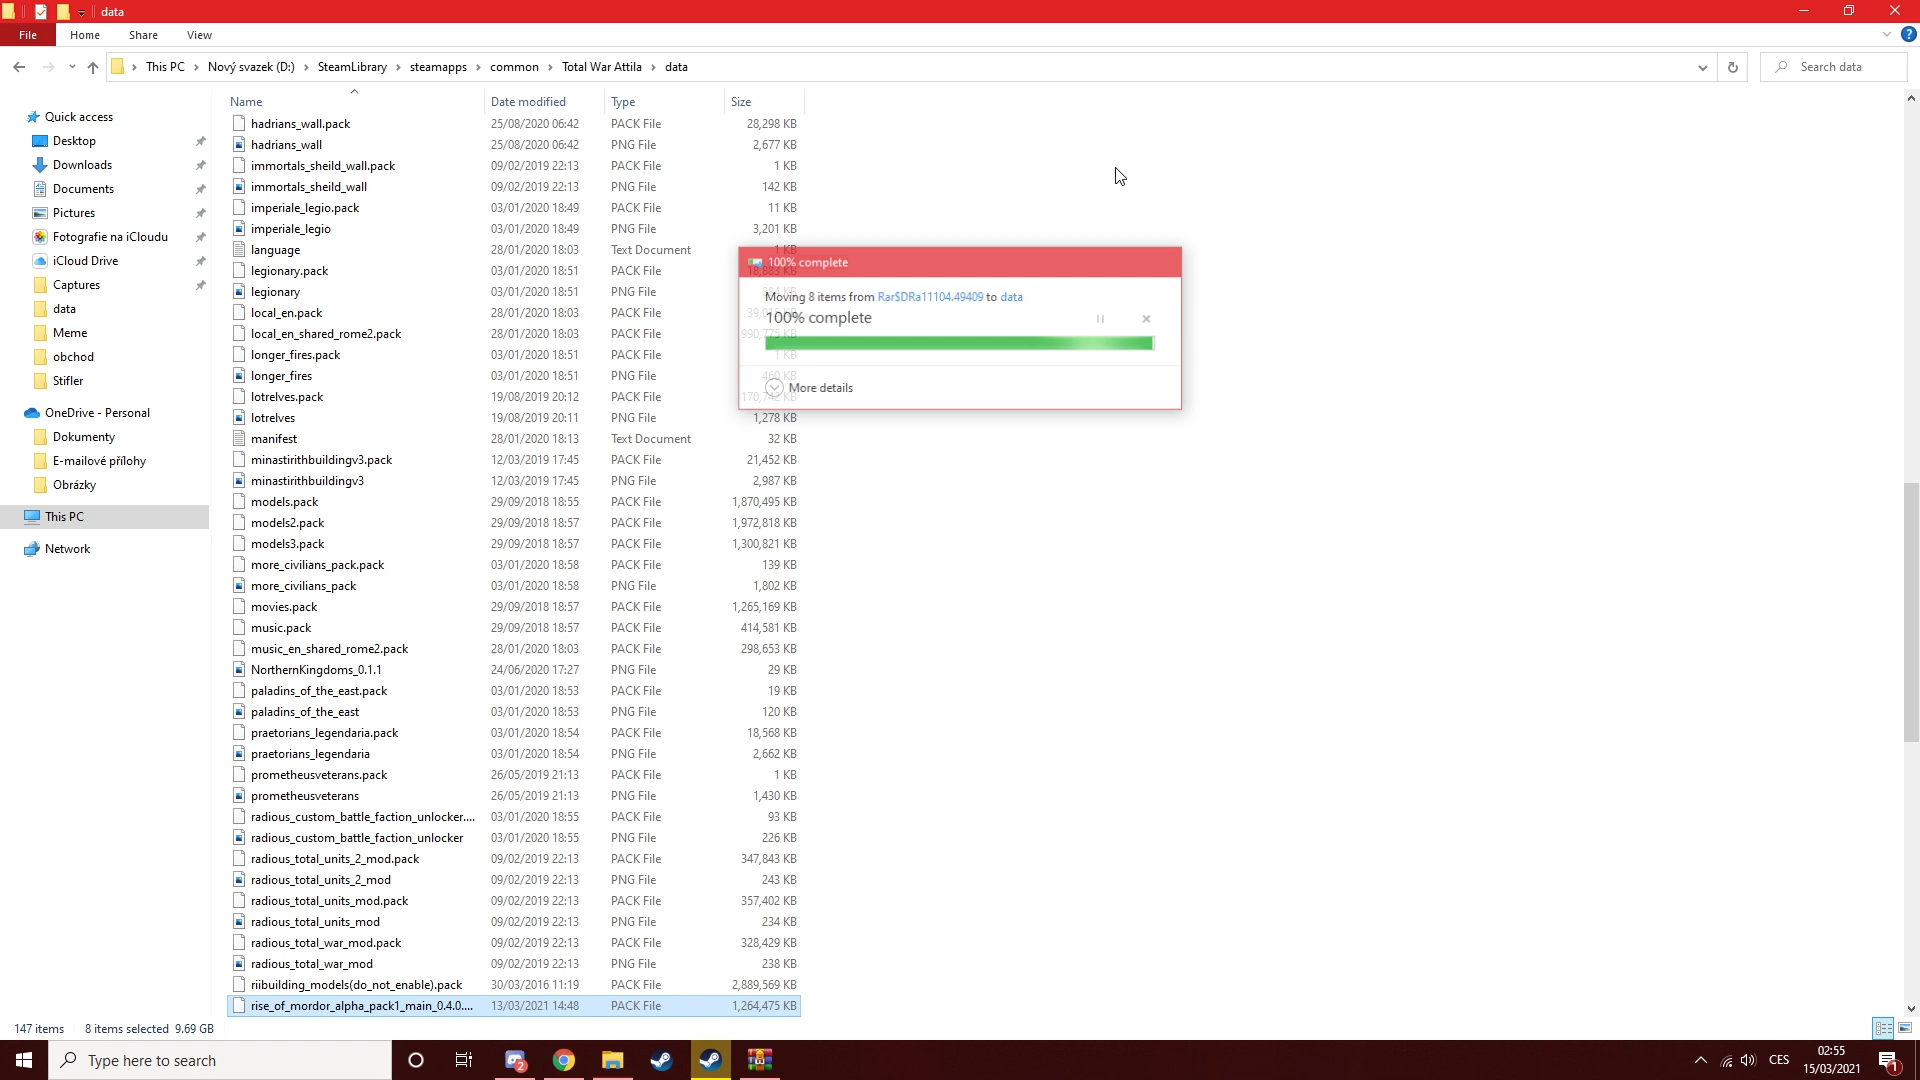 data
File Home Share View
This PC Nový svazek (D:) SteamLibrary steamapps common Total War Attila data
Search data
Name Date modified Type Size
Quick access
Desktop
Downloads
Documents
Pictures
Fotografie na iCloudu
iCloud Drive
Captures
data
Meme
obchod
Stifler
OneDrive - Personal
Dokumenty
E-mailové přílohy
Obrázky
This PC
Network
hadrians_wall.pack 25/08/2020 06:42 PACK File 28,298 KB
hadrians_wall 25/08/2020 06:42 PNG File 2,677 KB
immortals_sheild_wall.pack 09/02/2019 22:13 PACK File 1 KB
immortals_sheild_wall 09/02/2019 22:13 PNG File 142 KB
imperiale_legio.pack 03/01/2020 18:49 PACK File 11 KB
imperiale_legio 03/01/2020 18:49 PNG File 3,201 KB
language 28/01/2020 18:03 Text Document 1 KB
legionary.pack 03/01/2020 18:51 PACK File 18,883 KB
legionary 03/01/2020 18:51 PNG File
local_en.pack 28/01/2020 18:03 PACK File
local_en_shared_rome2.pack 28/01/2020 18:03 PACK File 990,775 KB
longer_fires.pack 03/01/2020 18:51 PACK File 1 KB
longer_fires 03/01/2020 18:51 PNG File 460 KB
lotrelves.pack 19/08/2019 20:12 PACK File 170,742 KB
lotrelves 19/08/2019 20:11 PNG File 1,278 KB
manifest 28/01/2020 18:13 Text Document 32 KB
minastirithbuildingv3.pack 12/03/2019 17:45 PACK File 21,452 KB
minastirithbuildingv3 12/03/2019 17:45 PNG File 2,987 KB
models.pack 29/09/2018 18:55 PACK File 1,870,495 KB
models2.pack 29/09/2018 18:57 PACK File 1,972,818 KB
models3.pack 29/09/2018 18:57 PACK File 1,300,821 KB
more_civilians_pack.pack 03/01/2020 18:58 PACK File 139 KB
more_civilians_pack 03/01/2020 18:58 PNG File 1,802 KB
movies.pack 29/09/2018 18:57 PACK File 1,265,169 KB
music.pack 29/09/2018 18:57 PACK File 414,581 KB
music_en_shared_rome2.pack 28/01/2020 18:03 PACK File 298,653 KB
NorthernKingdoms_0.1.1 24/06/2020 17:27 PNG File 29 KB
paladins_of_the_east.pack 03/01/2020 18:53 PACK File 19 KB
paladins_of_the_east 03/01/2020 18:53 PNG File 120 KB
praetorians_legendaria.pack 03/01/2020 18:54 PACK File 18,568 KB
praetorians_legendaria 03/01/2020 18:54 PNG File 2,662 KB
prometheusveterans.pack 26/05/2019 21:13 PACK File 1 KB
prometheusveterans 26/05/2019 21:13 PNG File 1,430 KB
radious_custom_battle_faction_unlocker.... 03/01/2020 18:55 PACK File 93 KB
radious_custom_battle_faction_unlocker 03/01/2020 18:55 PNG File 226 KB
radious_total_units_2_mod.pack 09/02/2019 22:13 PACK File 347,843 KB
radious_total_units_2_mod 09/02/2019 22:13 PNG File 243 KB
radious_total_units_mod.pack 09/02/2019 22:13 PACK File 357,402 KB
radious_total_units_mod 09/02/2019 22:13 PNG File 234 KB
radious_total_war_mod.pack 09/02/2019 22:13 PACK File 328,429 KB
radious_total_war_mod 09/02/2019 22:13 PNG File 238 KB
riibuilding_models(do_not_enable).pack 30/03/2016 11:19 PACK File 2,889,569 KB
rise_of_mordor_alpha_pack1_main_0.4.0.... 13/03/2021 14:48 PACK File 1,264,475 KB
100% complete
Moving 8 items from Rar$DRa11104.49409 to data
100% complete
More details
147 items 8 items selected 9.69 GB
Type here to search
2
CES
02:55
15/03/2021
1